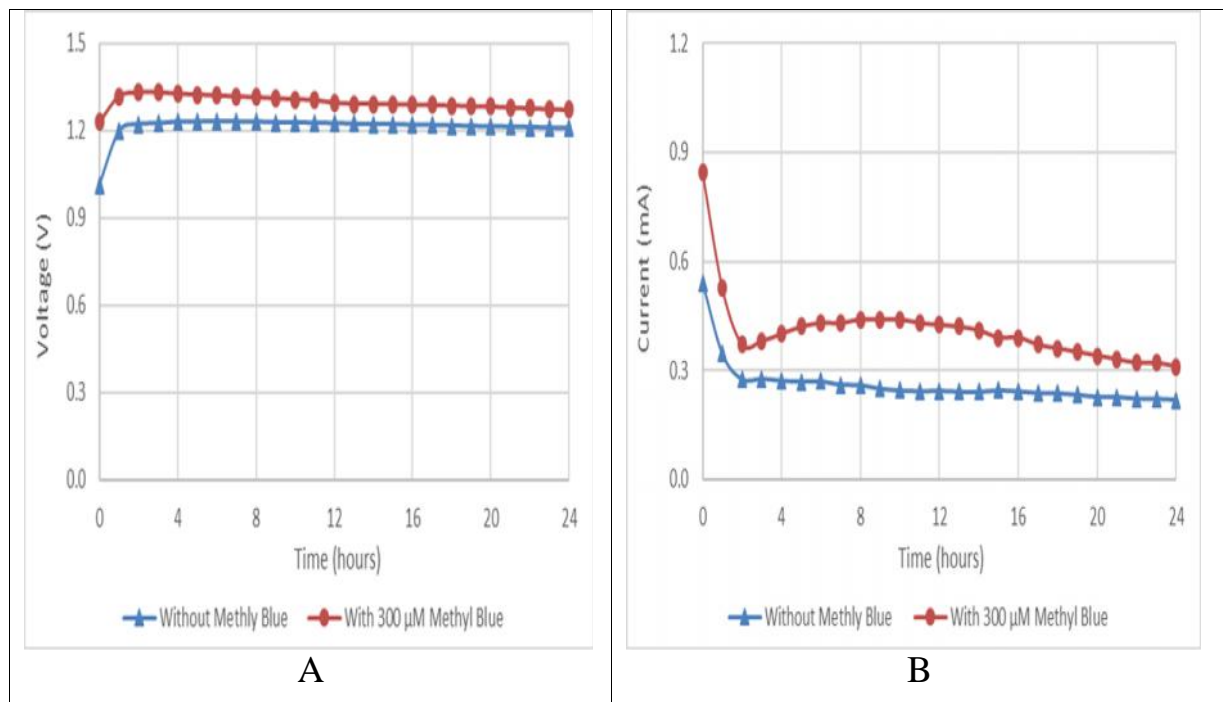 1.5
1.2
0.9
0.6
0.3
0.0
Voltage (V)
0 4 8 12 16 20 24
Time (hours)
Without Methly Blue With 300 μM Methyl Blue
A
1.2
0.9
0.6
0.3
0.0
Current (mA)
0 4 8 12 16 20 24
Time (hours)
Without Methly Blue With 300 μM Methyl Blue
B